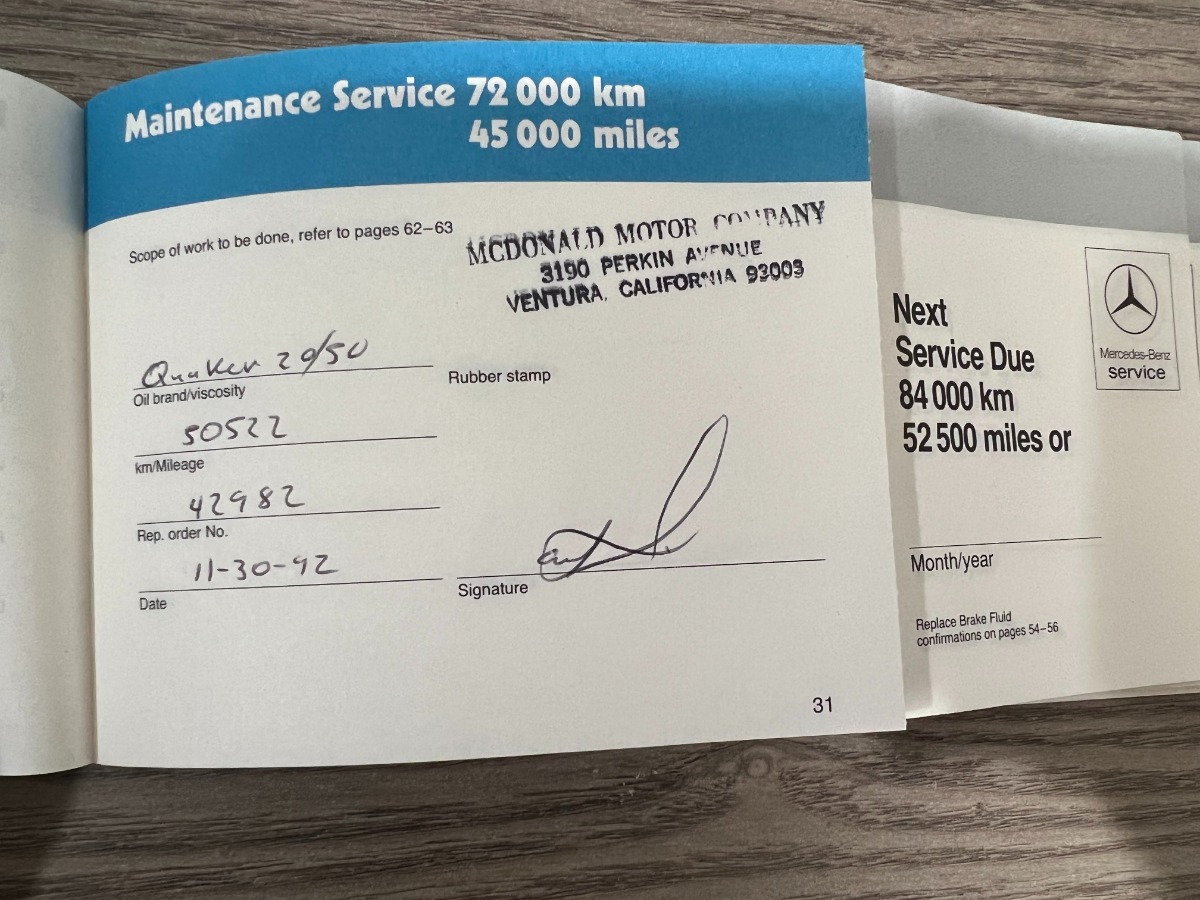 Maintenance Service 72 000 km
45 000 miles
Scope of work to be done, refer to pages 62–63
MCDONALD MOTOR COMPANY
3190 PERKIN AVENUE
VENTURA, CALIFORNIA 93003
Quaker 20/50
Oil brand/viscosity
Rubber stamp
50522
km/Mileage
42982
Rep. order No.
11-30-92
Date
Signature
31
Next
Service Due
84 000 km
52 500 miles or
Mercedes-Benz
service
Month/year
Replace Brake Fluid
confirmations on pages 54–56